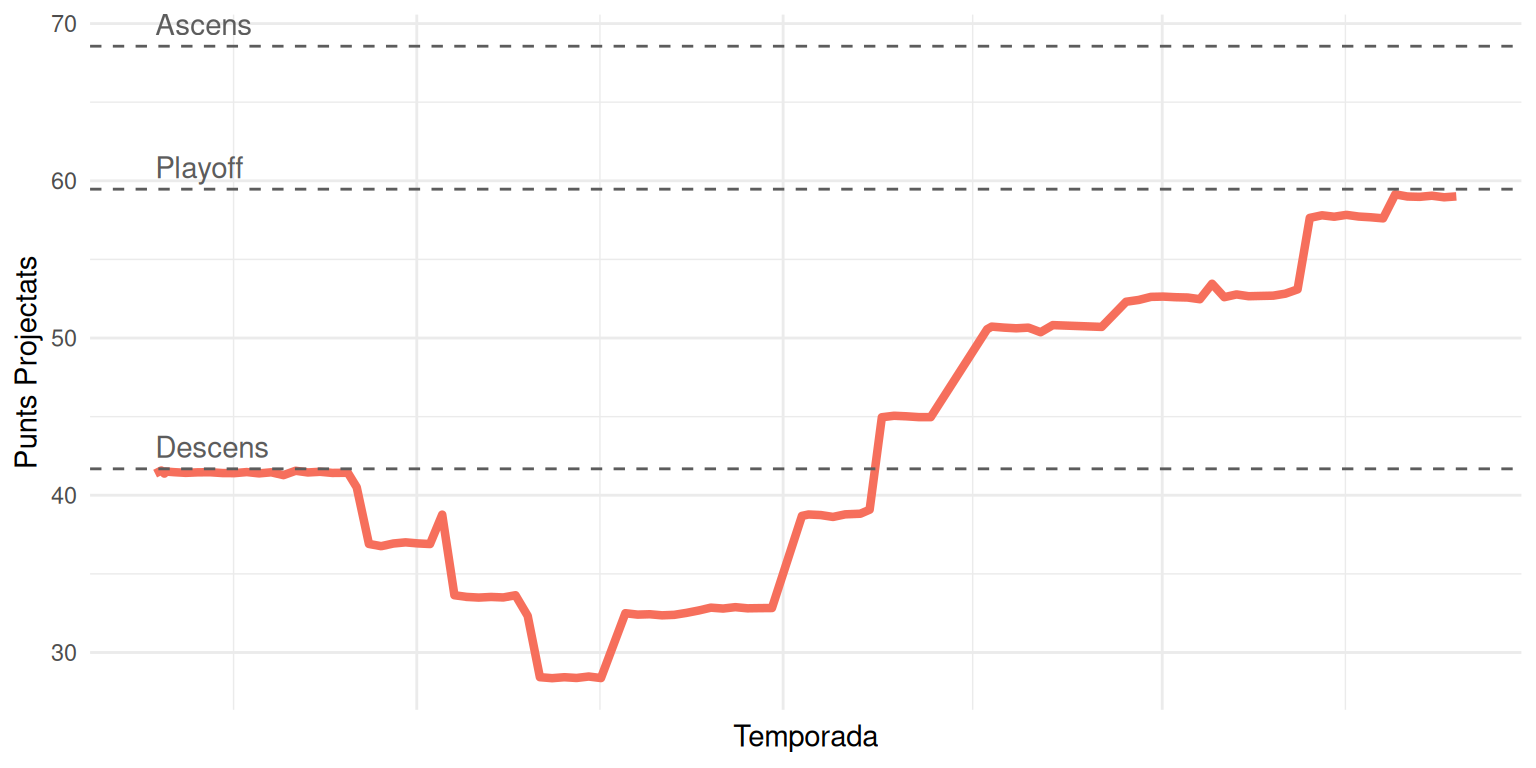 70
Ascens
60
Playoff
50
Descens
40
30
Punts Projectats
Temporada